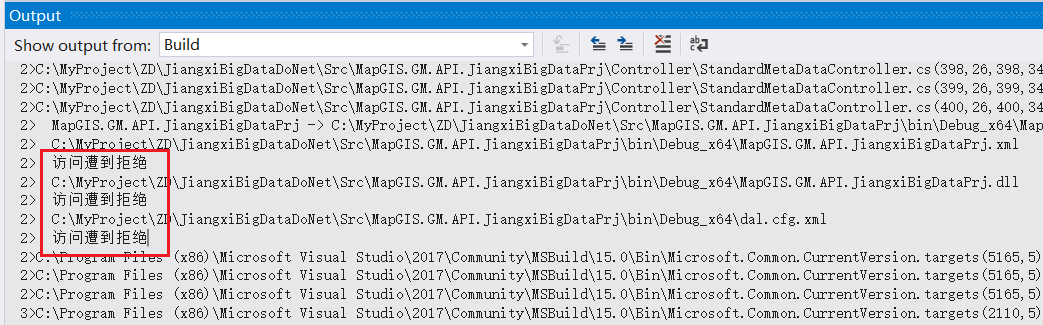 Output
Show output from: Build
2>C:\MyProject\ZD\JiangxiBigDataDoNet\Src\MapGIS.GM.API.JiangxiBigDataPrj\Controller\StandardMetaDataController.cs(398,26,398,34
2>C:\MyProject\ZD\JiangxiBigDataDoNet\Src\MapGIS.GM.API.JiangxiBigDataPrj\Controller\StandardMetaDataController.cs(399,26,399,34
2>C:\MyProject\ZD\JiangxiBigDataDoNet\Src\MapGIS.GM.API.JiangxiBigDataPrj\Controller\StandardMetaDataController.cs(400,26,400,34
2>  MapGIS.GM.API.JiangxiBigDataPrj -> C:\MyProject\ZD\JiangxiBigDataDoNet\Src\MapGIS.GM.API.JiangxiBigDataPrj\bin\Debug_x64\Map
2>  C:\MyProject\ZD\JiangxiBigDataDoNet\Src\MapGIS.GM.API.JiangxiBigDataPrj\bin\Debug_x64\MapGIS.GM.API.JiangxiBigDataPrj.xml
2>  访问遭到拒绝
2>  C:\MyProject\ZD\JiangxiBigDataDoNet\Src\MapGIS.GM.API.JiangxiBigDataPrj\bin\Debug_x64\MapGIS.GM.API.JiangxiBigDataPrj.dll
2>  访问遭到拒绝
2>  C:\MyProject\ZD\JiangxiBigDataDoNet\Src\MapGIS.GM.API.JiangxiBigDataPrj\bin\Debug_x64\dal.cfg.xml
2>  访问遭到拒绝
2>C:\Program Files (x86)\Microsoft Visual Studio\2017\Community\MSBuild\15.0\Bin\Microsoft.Common.CurrentVersion.targets(5165,5)
2>C:\Program Files (x86)\Microsoft Visual Studio\2017\Community\MSBuild\15.0\Bin\Microsoft.Common.CurrentVersion.targets(5165,5)
2>C:\Program Files (x86)\Microsoft Visual Studio\2017\Community\MSBuild\15.0\Bin\Microsoft.Common.CurrentVersion.targets(5165,5)
3>C:\Program Files (x86)\Microsoft Visual Studio\2017\Community\MSBuild\15.0\Bin\Microsoft.Common.CurrentVersion.targets(2110,5)